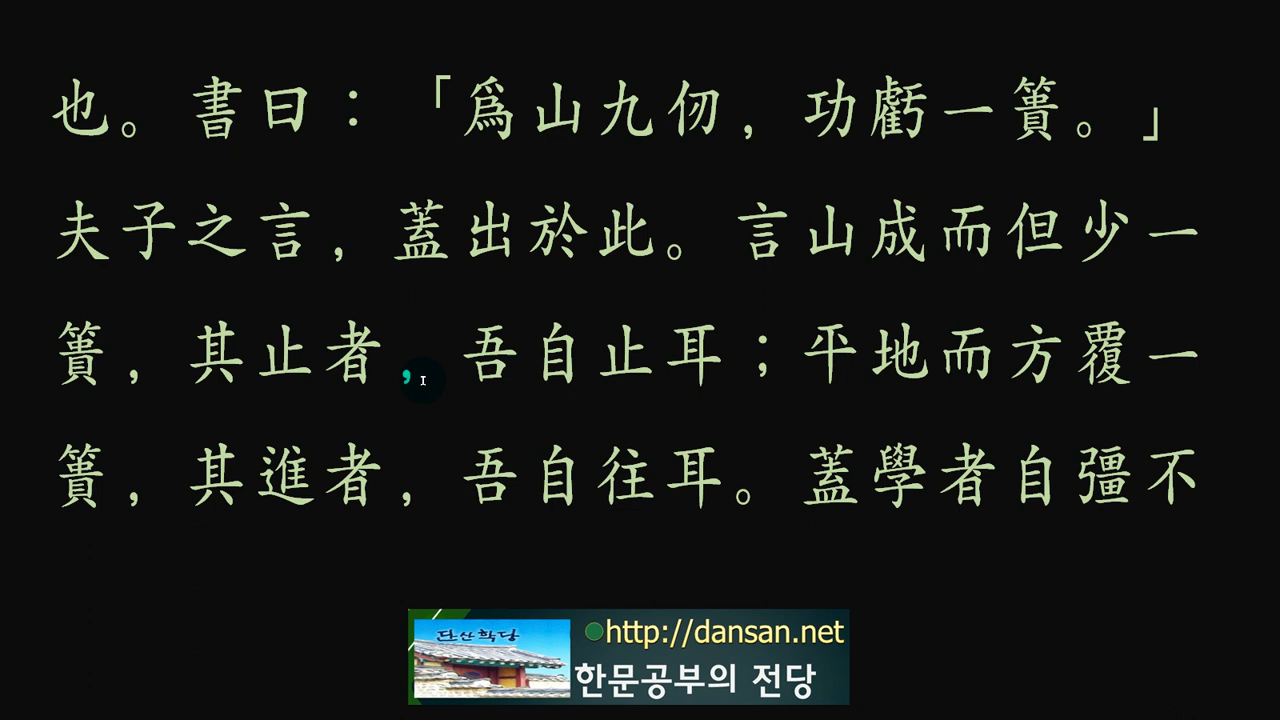 也。書曰：「爲山九仞，功虧一簣。」
夫子之言，蓋出於此。言山成而但少一
簣，其止者，吾自止耳；平地而方覆一
簣，其進者，吾自往耳。蓋學者自彊不
단산학당
http://dansan.net
한문공부의 전당